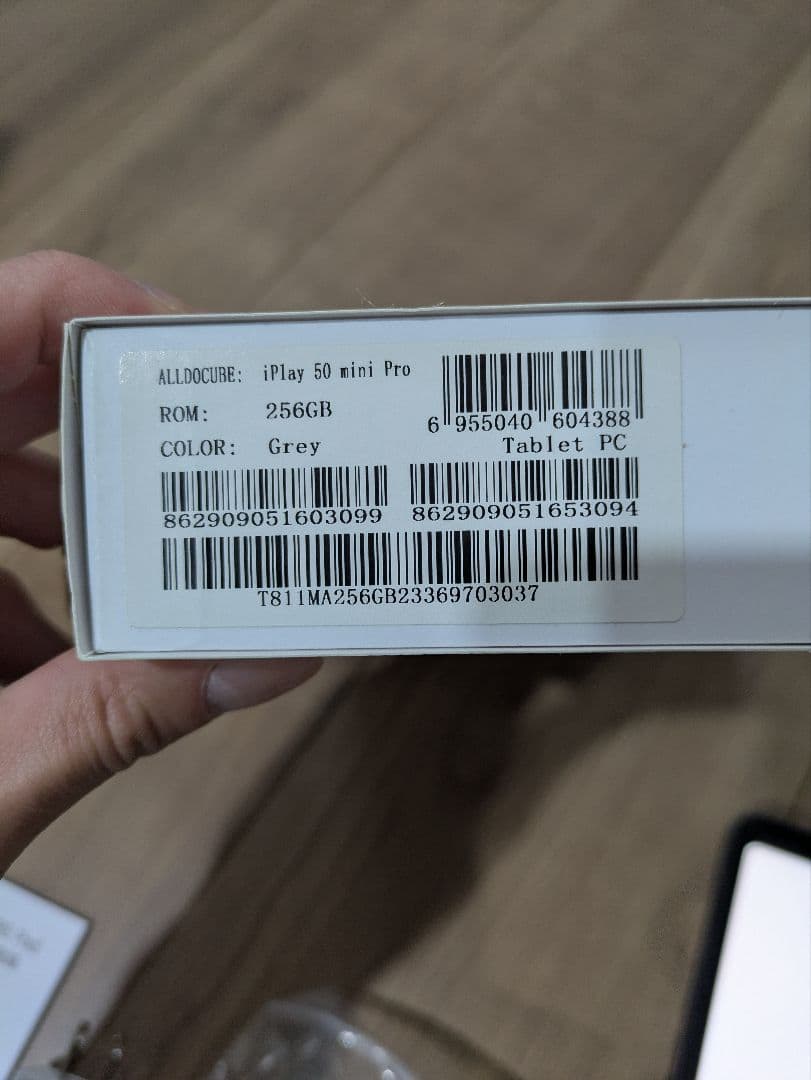 ALLDOCUBE: iPlay 50 mini Pro
ROM: 256GB
6 955040 604388
COLOR: Grey
Tablet PC
862909051603099 862909051653094
T811MA256GB23369703037